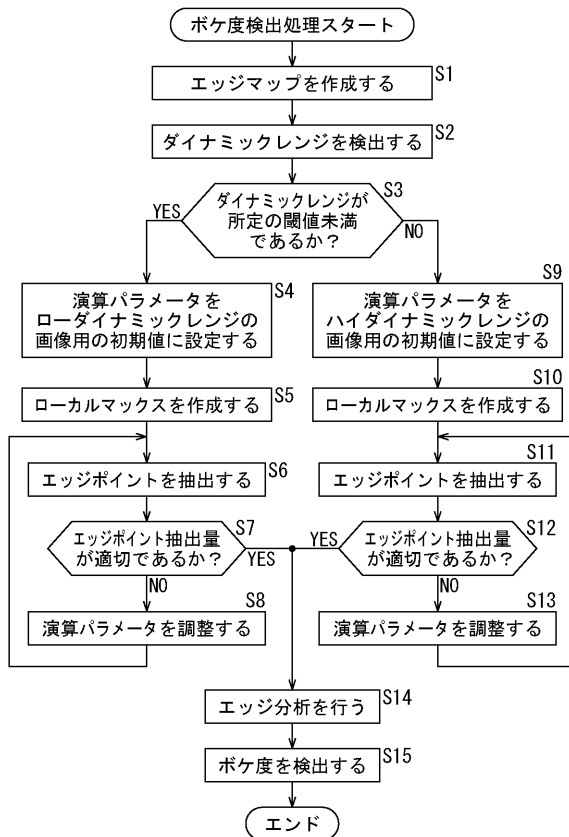 ボケ度検出処理スタート
S1
エッジマップを作成する
S2
ダイナミックレンジを検出する
S3
ダイナミックレンジが
所定の閾値未満
であるか？
YES
NO
S4
演算パラメータを
ローダイナミックレンジの
画像用の初期値に設定する
S9
演算パラメータを
ハイダイナミックレンジの
画像用の初期値に設定する
S5
ローカルマックスを作成する
S10
ローカルマックスを作成する
S6
エッジポイントを抽出する
S11
エッジポイントを抽出する
S7
エッジポイント抽出量
が適切であるか？
YES
NO
S12
エッジポイント抽出量
が適切であるか？
YES
NO
S8
演算パラメータを調整する
S13
演算パラメータを調整する
S14
エッジ分析を行う
S15
ボケ度を検出する
エンド